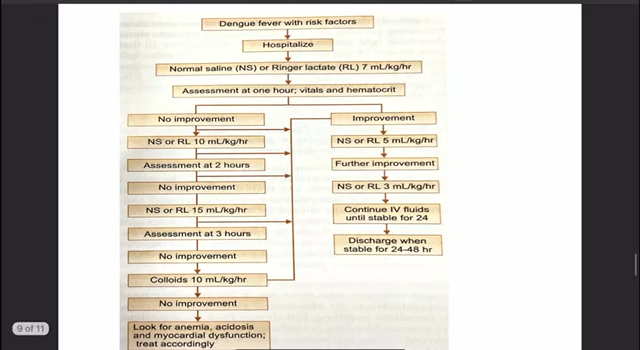 Dengue fever with risk factors
Hospitalize
Normal saline (NS) or Ringer lactate (RL) 7 mL/kg/hr
Assessment at one hour; vitals and hematocrit
No improvement
NS or RL 10 mL/kg/hr
Assessment at 2 hours
No improvement
NS or RL 15 mL/kg/hr
Assessment at 3 hours
No improvement
Colloids 10 mL/kg/hr
No improvement
Look for anemia, acidosis
and myocardial dysfunction;
treat accordingly
Improvement
NS or RL 5 mL/kg/hr
Further improvement
NS or RL 3 mL/kg/hr
Continue IV fluids
until stable for 24
Discharge when
stable for 24-48 hr
9 of 11